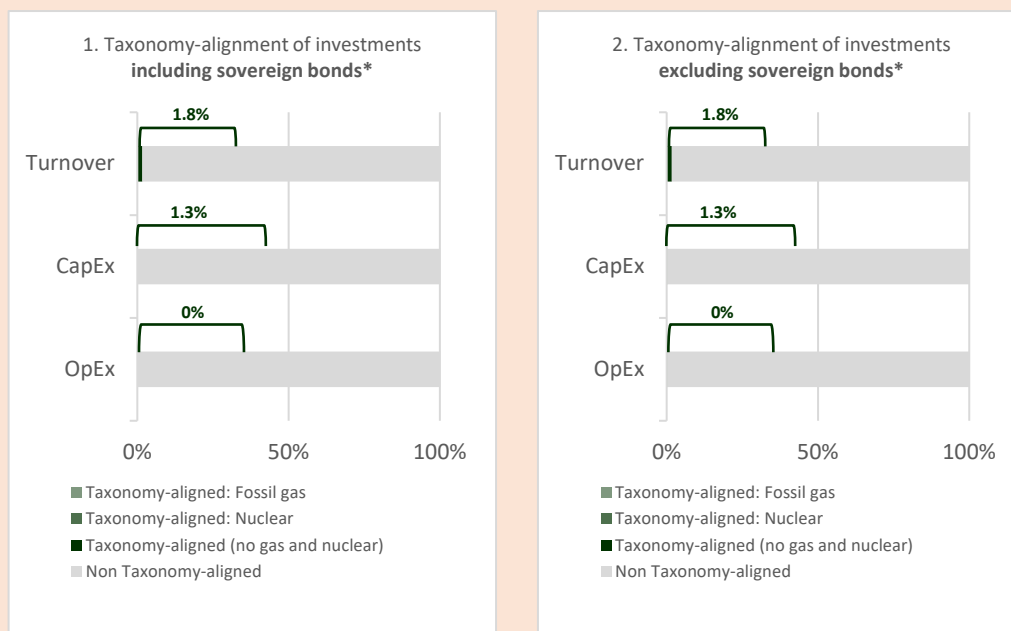 1. Taxonomy-alignment of investments
including sovereign bonds*
1.8%
Turnover
1.3%
CapEx
0%
OpEx
0% 50% 100%
Taxonomy-aligned: Fossil gas
Taxonomy-aligned: Nuclear
Taxonomy-aligned (no gas and nuclear)
Non Taxonomy-aligned
2. Taxonomy-alignment of investments
excluding sovereign bonds*
1.8%
Turnover
1.3%
CapEx
0%
OpEx
0% 50% 100%
Taxonomy-aligned: Fossil gas
Taxonomy-aligned: Nuclear
Taxonomy-aligned (no gas and nuclear)
Non Taxonomy-aligned